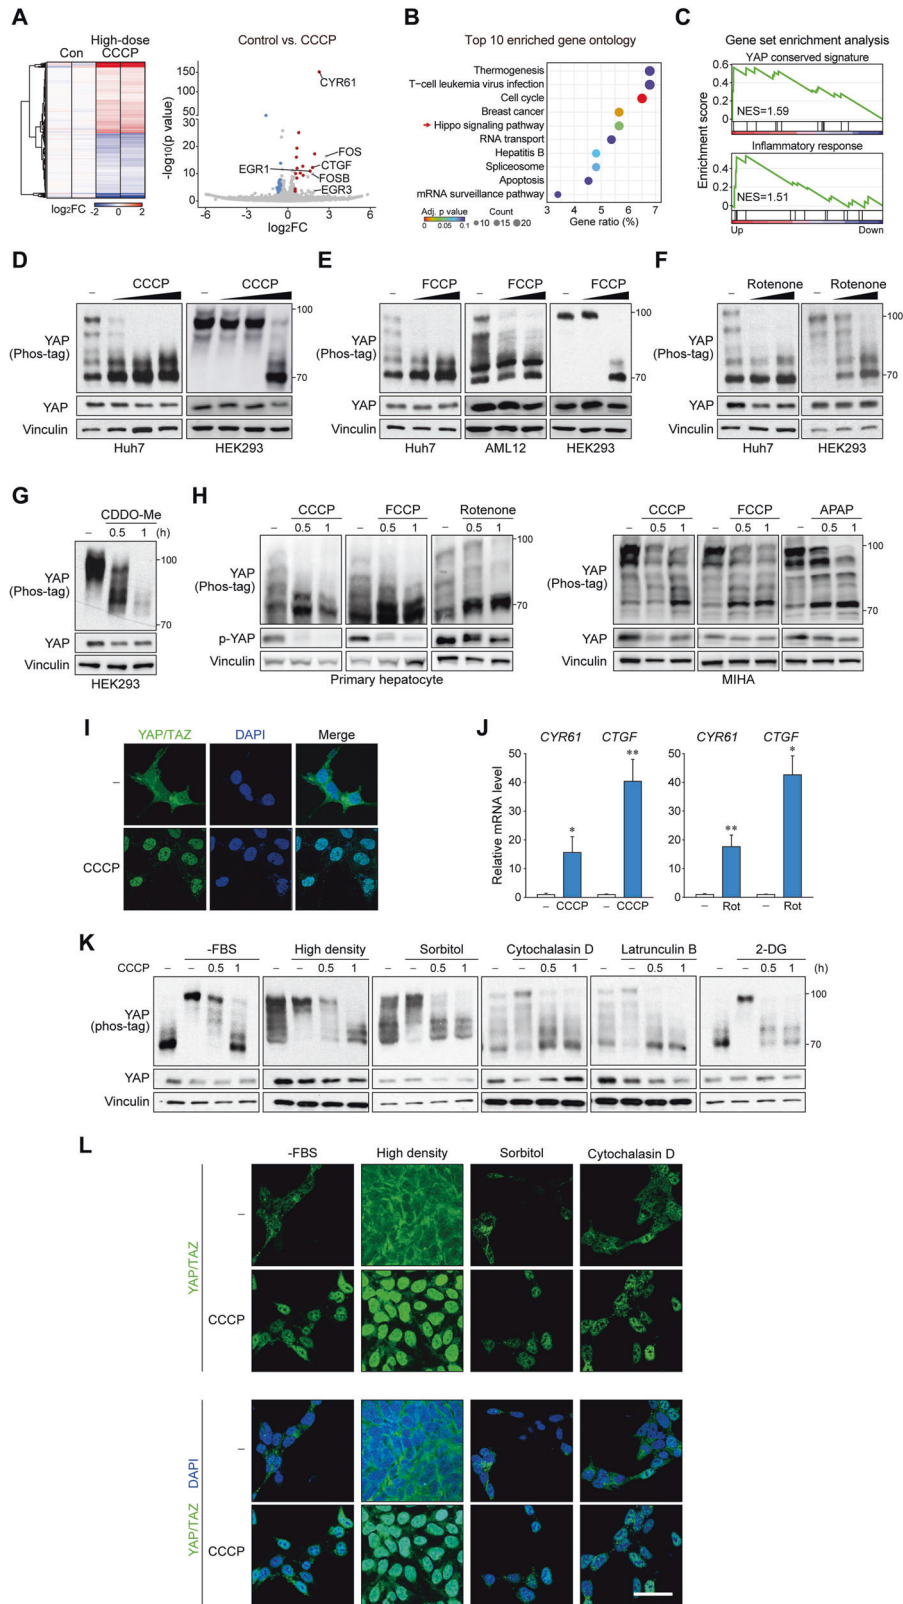 A
High-dose
Con CCCP
log2FC
-2 0 2
Control vs. CCCP
-log10(p value)
150
100
50
30
20
10
0
CYR61
FOS
CTGF
EGR1
FOSB
EGR3
-6 -3 0 3 6
log2FC
B
Top 10 enriched gene ontology
Thermogenesis
T-cell leukemia virus infection
Cell cycle
Breast cancer
Hippo signaling pathway
RNA transport
Hepatitis B
Spliceosome
Apoptosis
mRNA surveillance pathway
3 4 5 6 7
Adj. p value
0 0.05 0.1
Count
10 15 20
Gene ratio (%)
C
Gene set enrichment analysis
YAP conserved signature
Enrichment score
0.6
0.4
0.2
0
NES=1.59
Inflammatory response
0.4
0.2
0
NES=1.51
Up Down
D
– CCCP – CCCP
YAP
(Phos-tag)
100
70
YAP
Vinculin
Huh7 HEK293
E
– FCCP – FCCP – FCCP
YAP
(Phos-tag)
100
70
YAP
Vinculin
Huh7 AML12 HEK293
F
– Rotenone – Rotenone
YAP
(Phos-tag)
100
70
YAP
Vinculin
Huh7 HEK293
G
CDDO-Me
– 0.5 1 (h)
YAP
(Phos-tag)
100
70
YAP
Vinculin
HEK293
H
CCCP FCCP Rotenone
– 0.5 1 – 0.5 1 – 0.5 1
YAP
(Phos-tag)
100
70
p-YAP
Vinculin
Primary hepatocyte
CCCP FCCP APAP
– 0.5 1 – 0.5 1 – 0.5 1
YAP
(Phos-tag)
100
70
YAP
Vinculin
MIHA
I
YAP/TAZ DAPI Merge
–
CCCP
J
Relative mRNA level
50
40
30
20
10
0
CYR61 CTGF
*
**
– CCCP – CCCP
50
40
30
20
10
0
CYR61 CTGF
**
*
– Rot – Rot
K
-FBS High density Sorbitol Cytochalasin D Latrunculin B 2-DG
CCCP – – 0.5 1 – – 0.5 1 – – 0.5 1 – – 0.5 1 – – 0.5 1 – – 0.5 1 (h)
YAP
(phos-tag)
100
70
YAP
Vinculin
L
-FBS High density Sorbitol Cytochalasin D
YAP/TAZ
–
CCCP
YAP/TAZ DAPI
–
CCCP